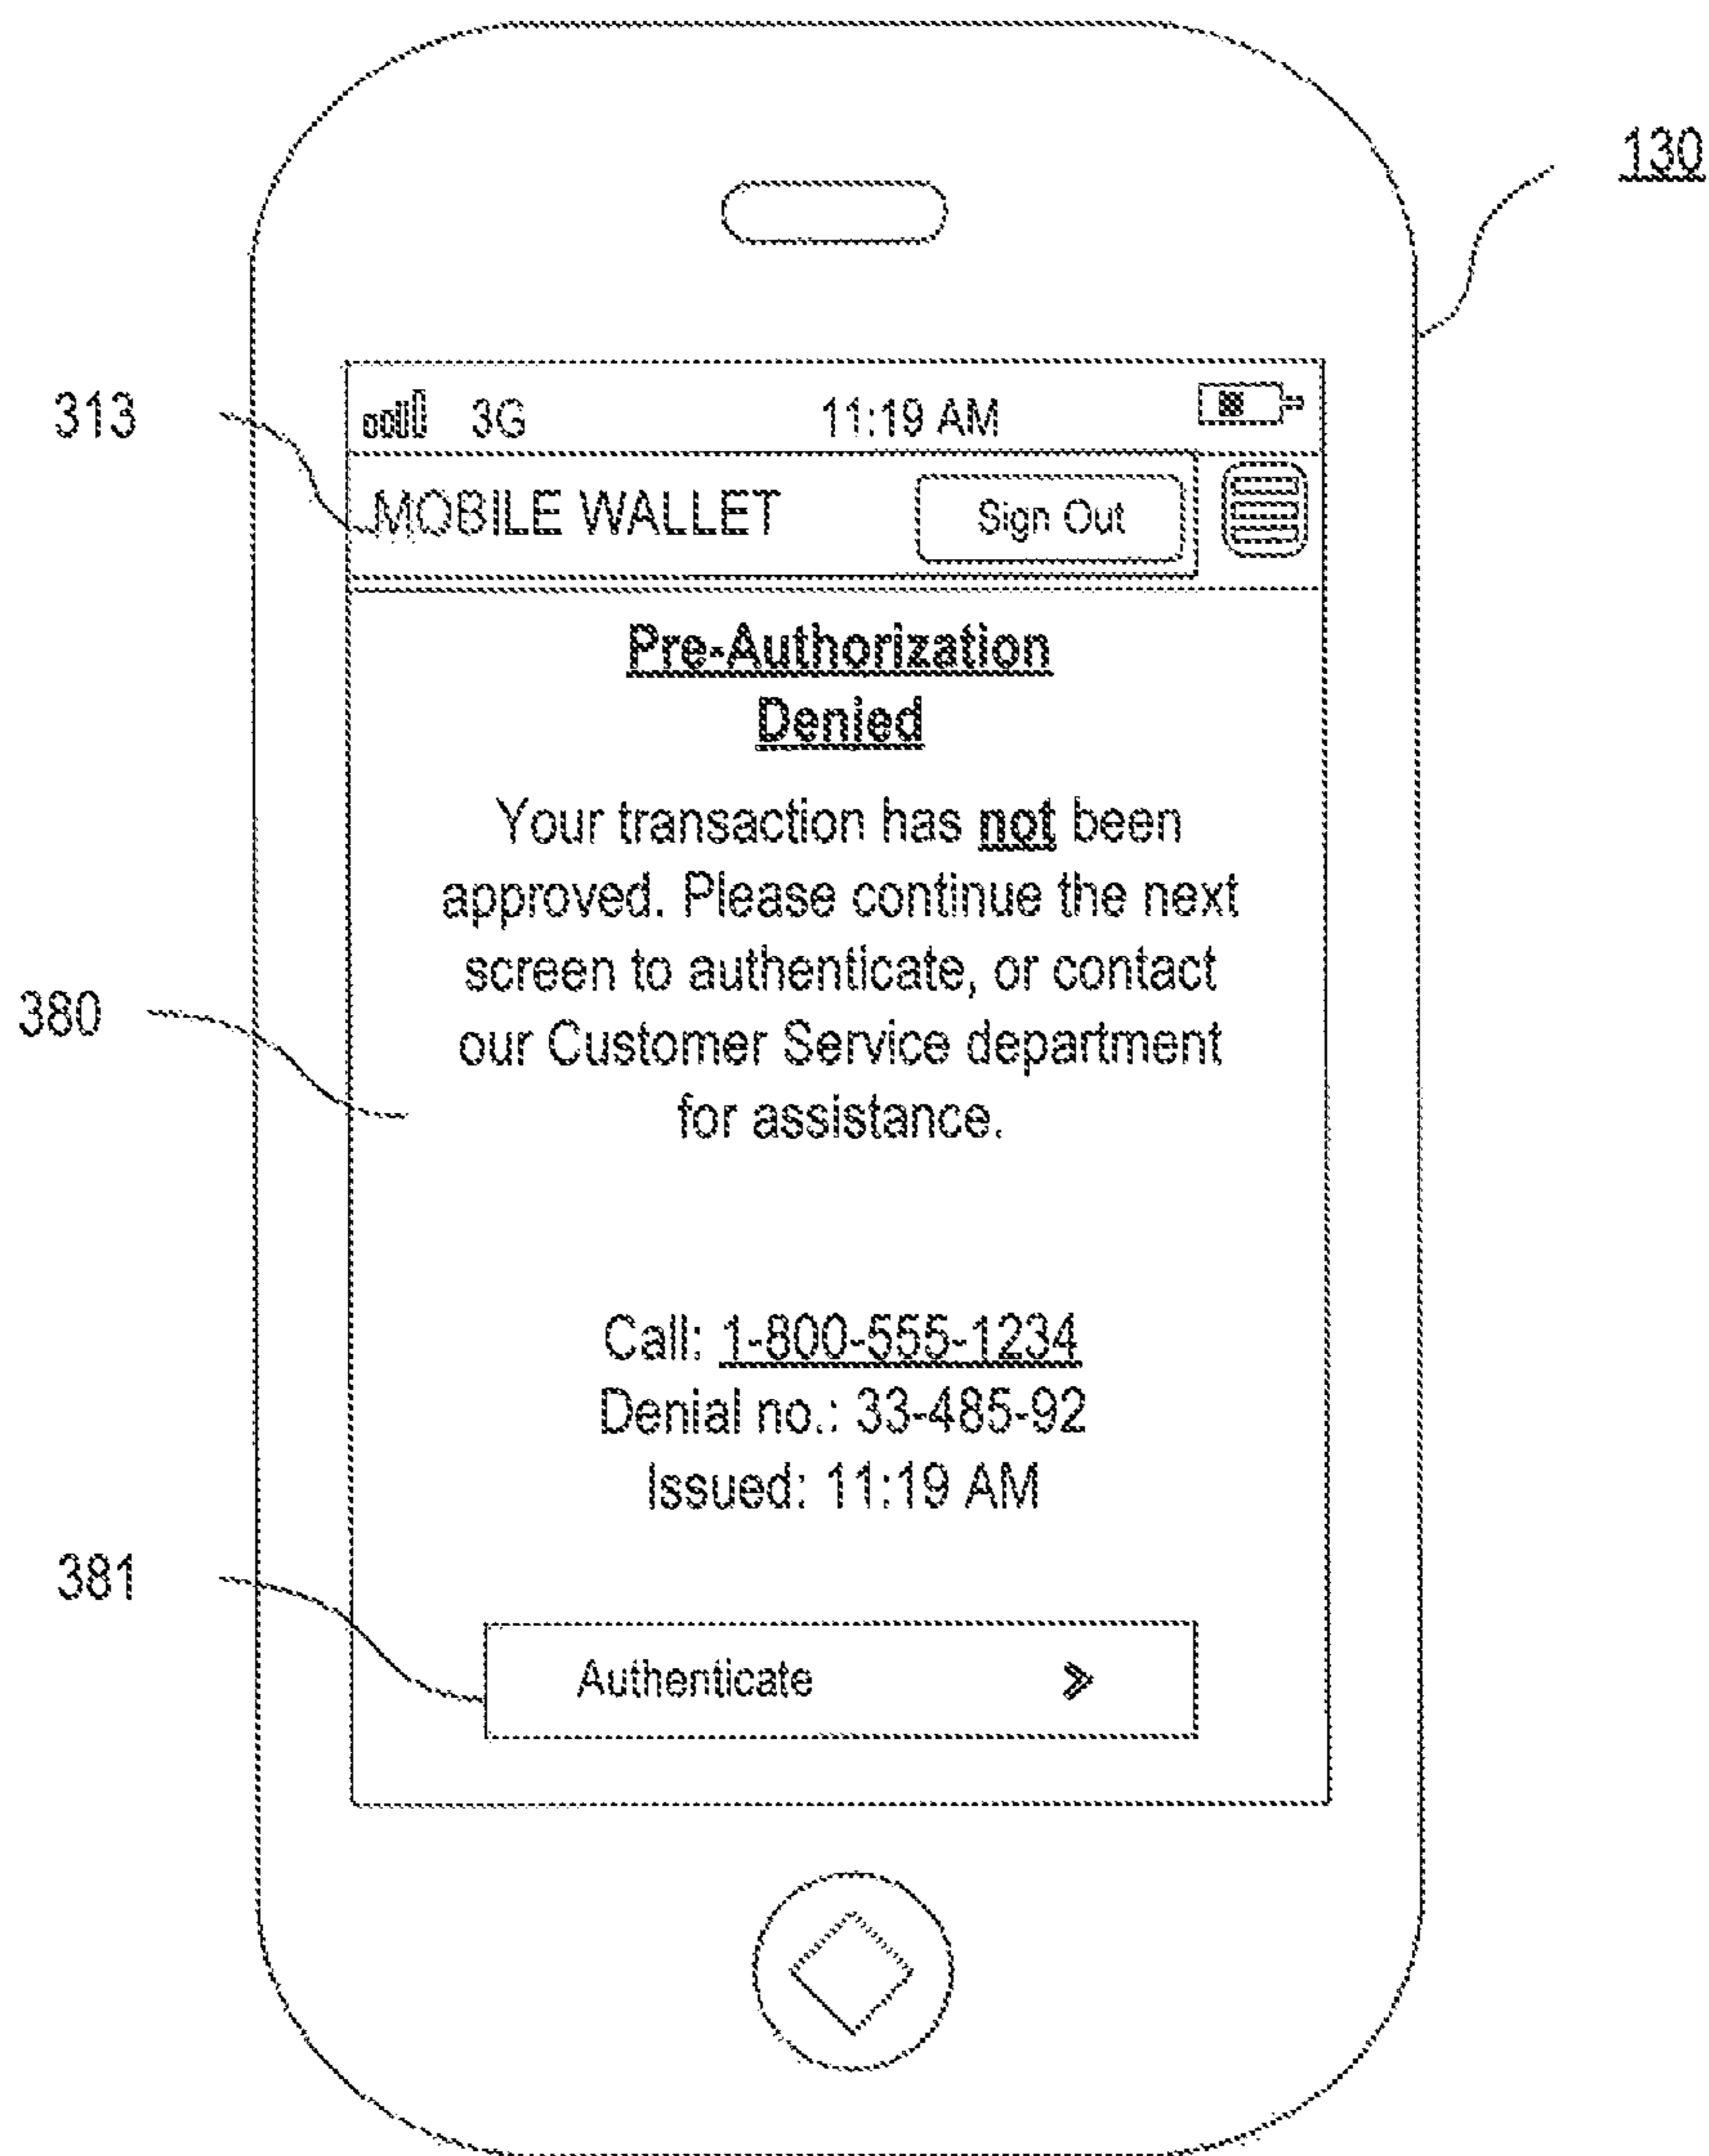 130
313
3G 11:19 AM
MOBILE WALLET Sign Out
Pre-Authorization
Denied
Your transaction has not been
approved. Please continue the next
screen to authenticate, or contact
380
our Customer Service department
for assistance.
Call: 1-800-555-1234
Denial no.: 33-485-92
Issued: 11:19 AM
381
Authenticate >